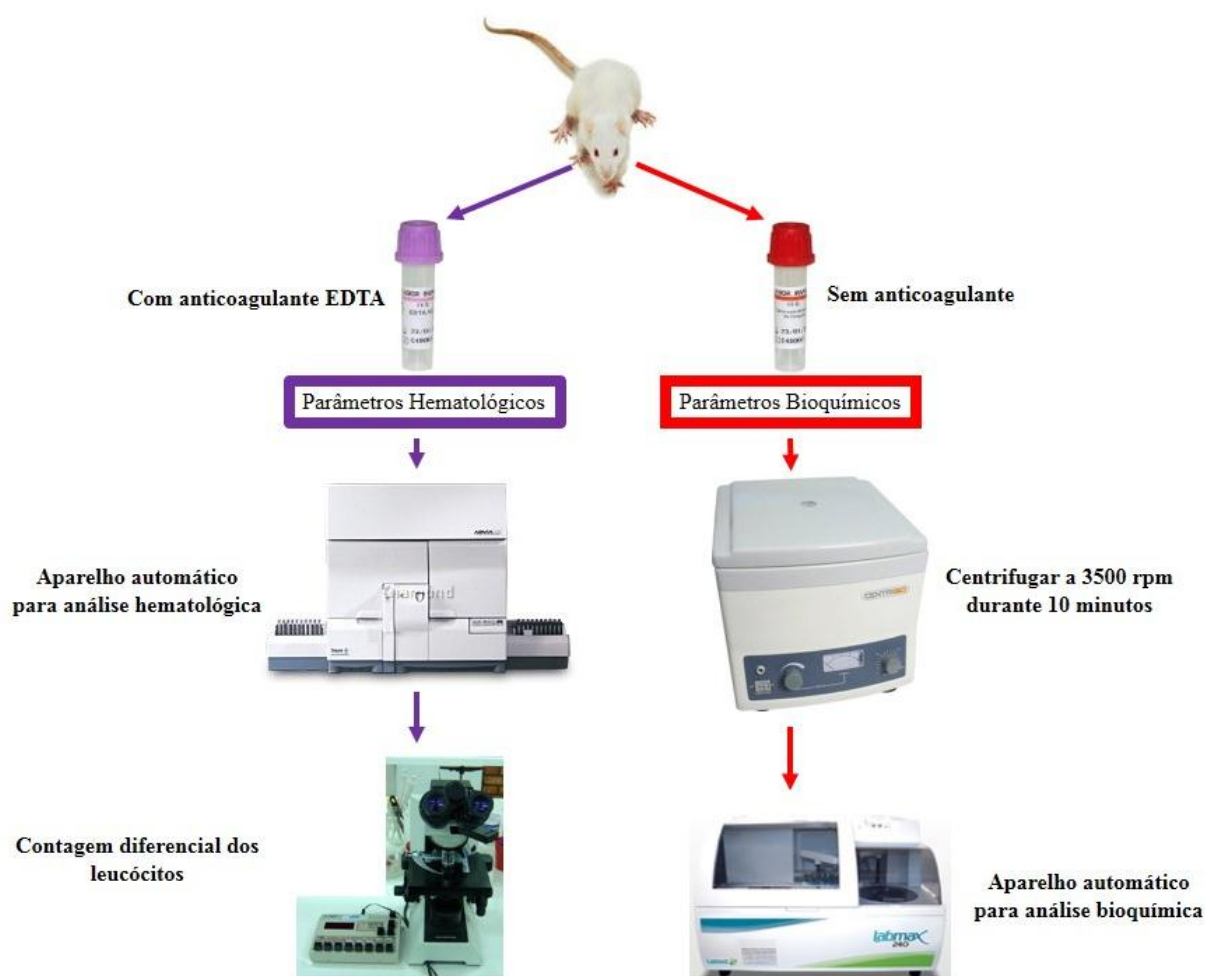 Com anticoagulante EDTA
Sem anticoagulante
Parâmetros Hematológicos
Parâmetros Bioquímicos
Aparelho automático
para análise hematológica
Centrifugar a 3500 rpm
durante 10 minutos
Contagem diferencial dos
leucócitos
Aparelho automático
para análise bioquímica
labmax
240